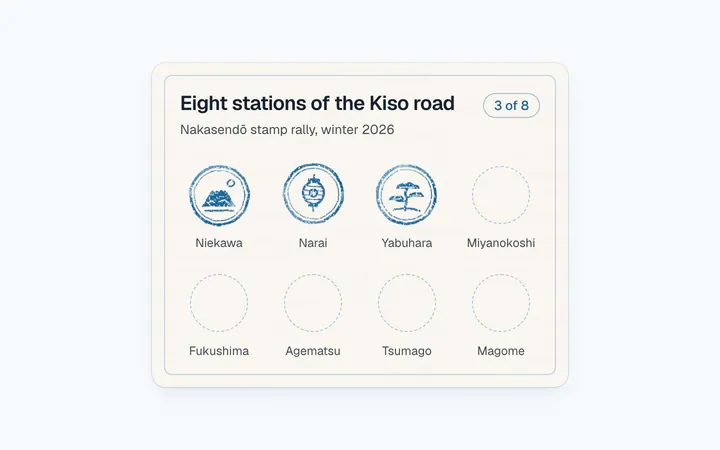 Eight stations of the Kiso road
3 of 8
Nakasendō stamp rally, winter 2026
Niekawa
Narai
Yabuhara
Miyanokoshi
Fukushima
Agematsu
Tsumago
Magome